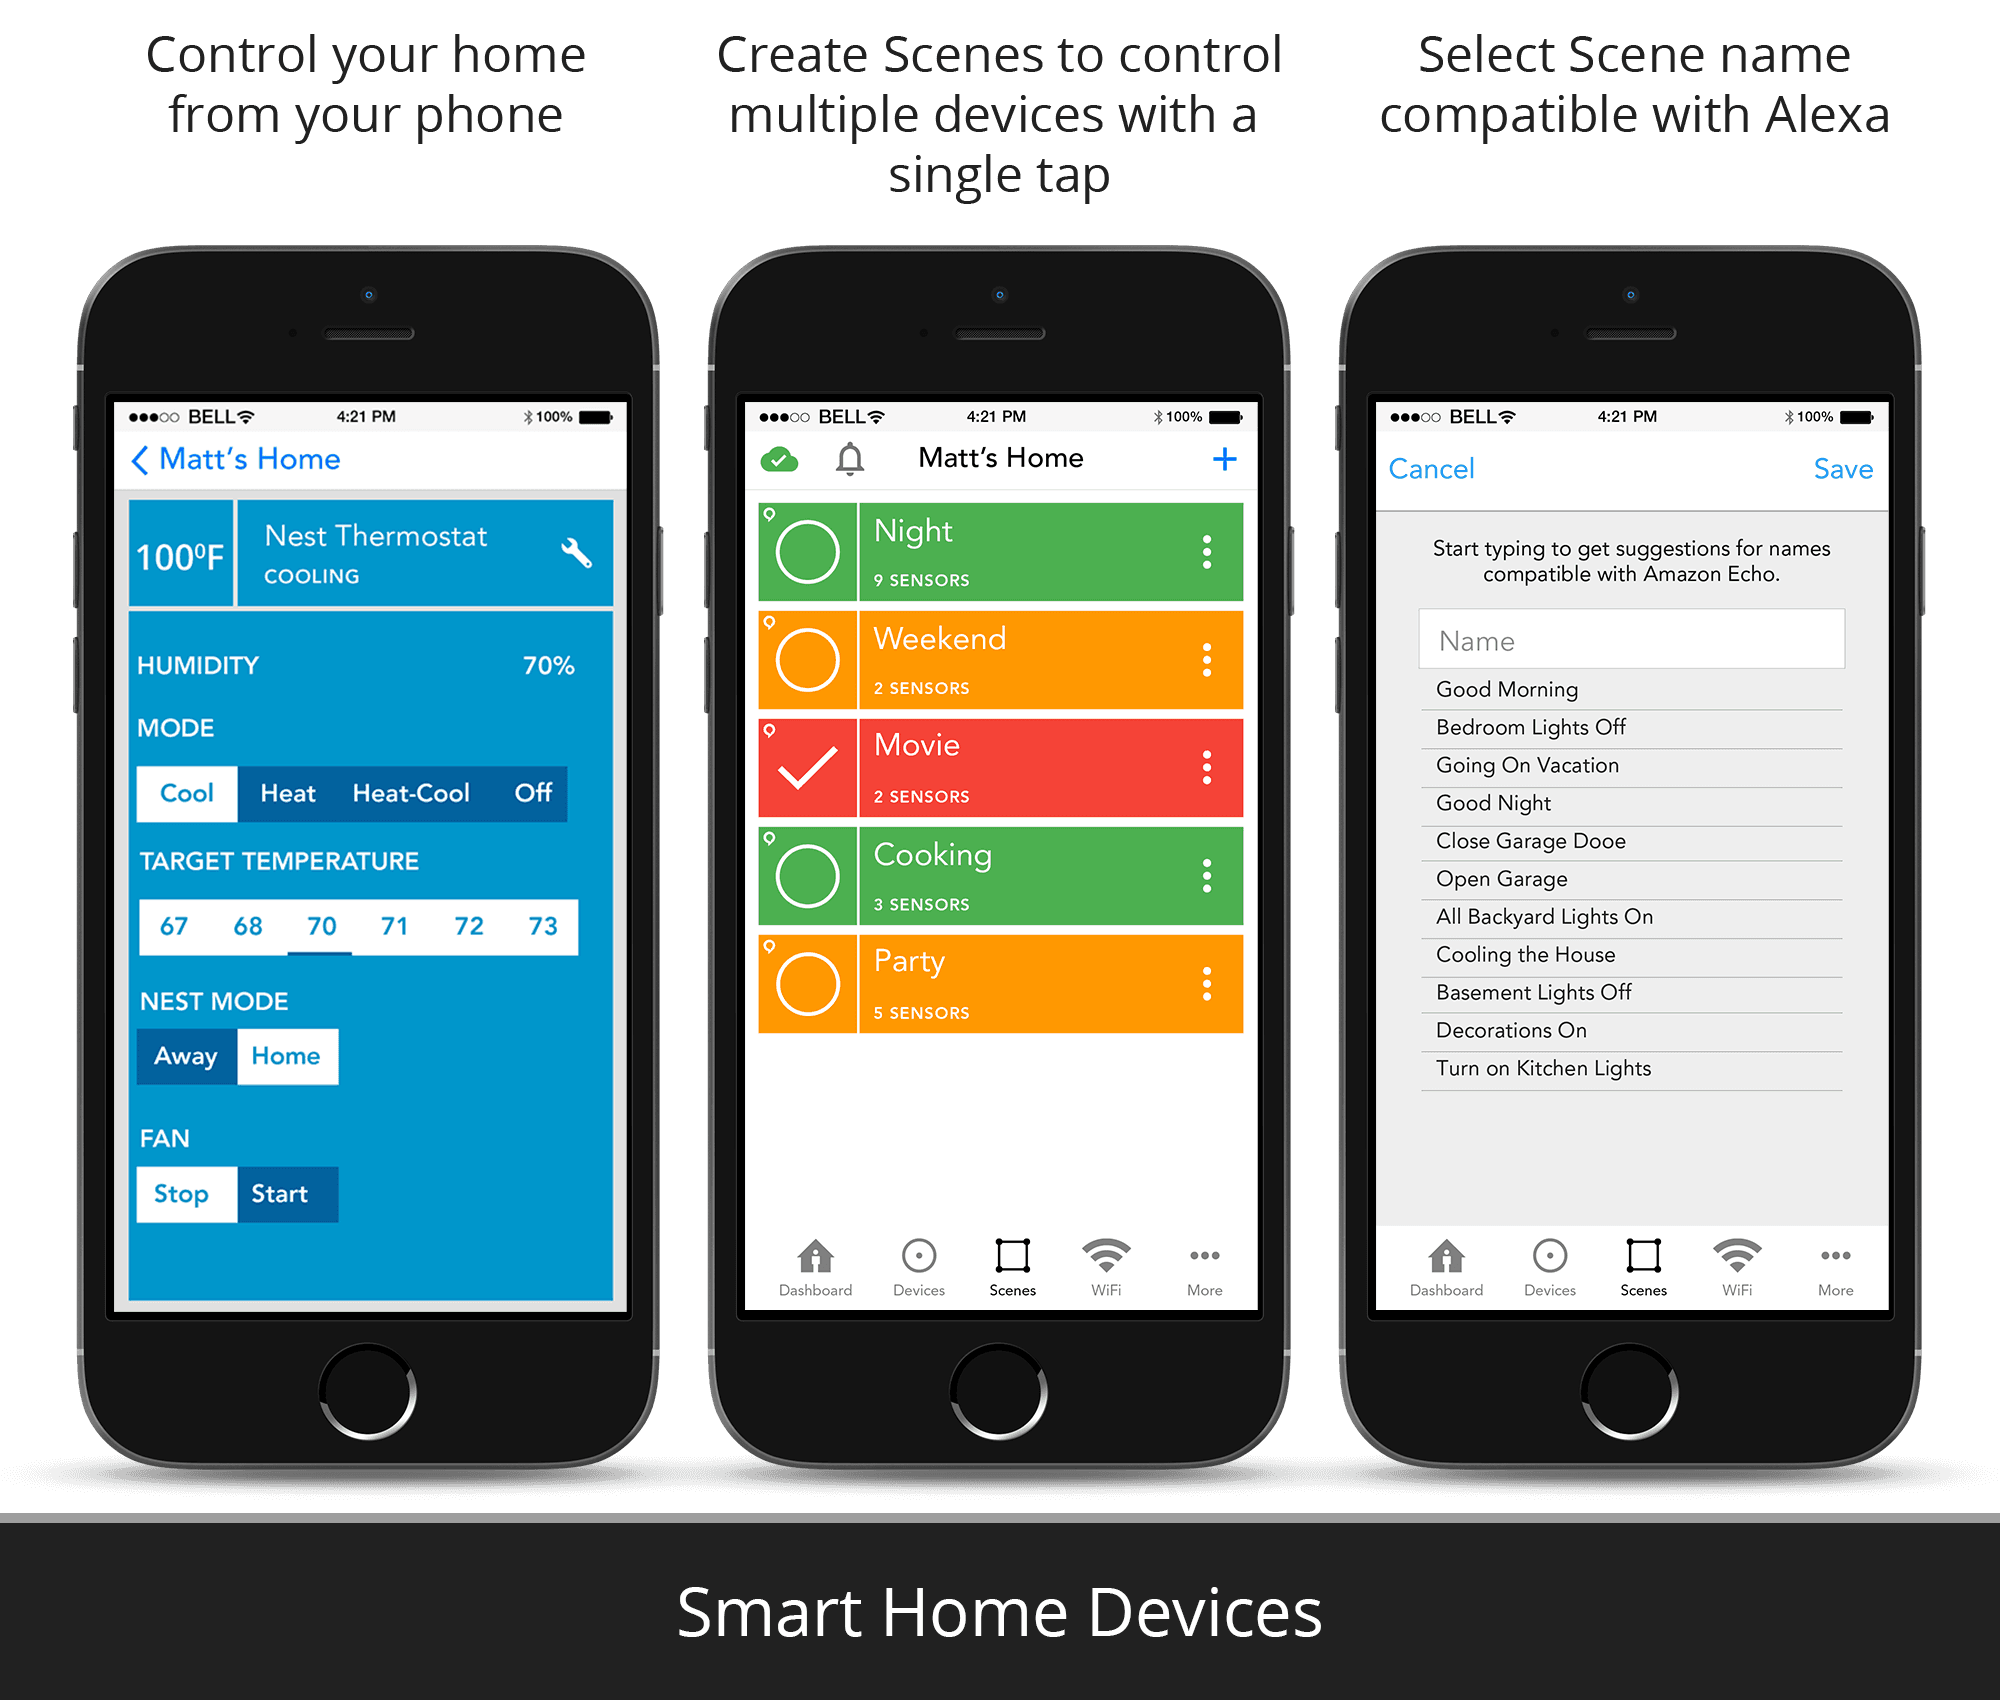 Control your home
from your phone
Create Scenes to control
multiple devices with a
single tap
Select Scene name
compatible with Alexa
BELL 4:21 PM 100%
Matt's Home
100°F
Nest Thermostat
COOLING
HUMIDITY 70%
MODE
Cool Heat Heat-Cool Off
TARGET TEMPERATURE
67 68 70 71 72 73
NEST MODE
Away Home
FAN
Stop Start
BELL 4:21 PM 100%
Matt's Home +
Night
9 SENSORS
Weekend
2 SENSORS
Movie
2 SENSORS
Cooking
3 SENSORS
Party
5 SENSORS
Dashboard Devices Scenes WiFi More
BELL 4:21 PM 100%
Cancel Save
Start typing to get suggestions for names
compatible with Amazon Echo.
Name
Good Morning
Bedroom Lights Off
Going On Vacation
Good Night
Close Garage Dooe
Open Garage
All Backyard Lights On
Cooling the House
Basement Lights Off
Decorations On
Turn on Kitchen Lights
Dashboard Devices Scenes WiFi More
Smart Home Devices